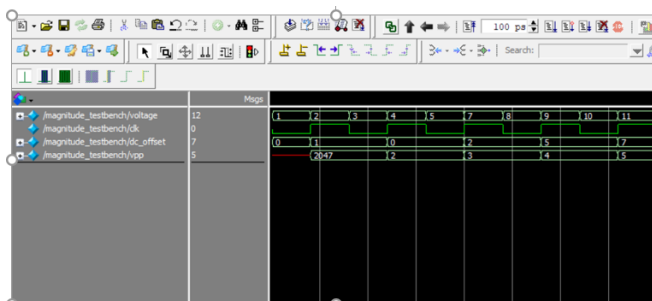 100 ps
Search:
Msgs
/magnitude_testbench/voltage 12 1 2 3 4 5 7 8 9 10 11
/magnitude_testbench/clk 0
/magnitude_testbench/dc_offset 7 0 1 0 2 5 7
/magnitude_testbench/vpp 5 2047 2 3 4 5